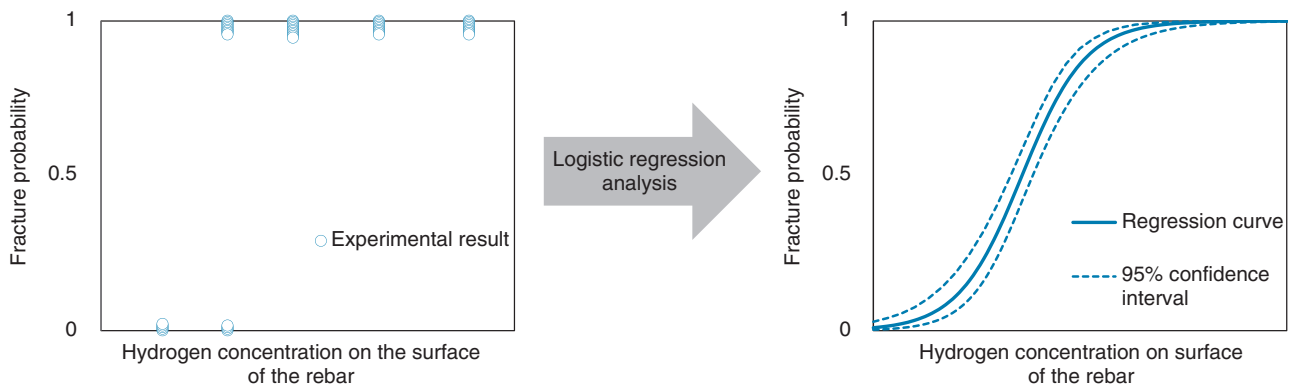 Fracture probability
1
0.5
0
Experimental result
Hydrogen concentration on the surface
of the rebar
Logistic regression
analysis
Fracture probability
1
0.5
0
Regression curve
95% confidence
interval
Hydrogen concentration on surface
of the rebar